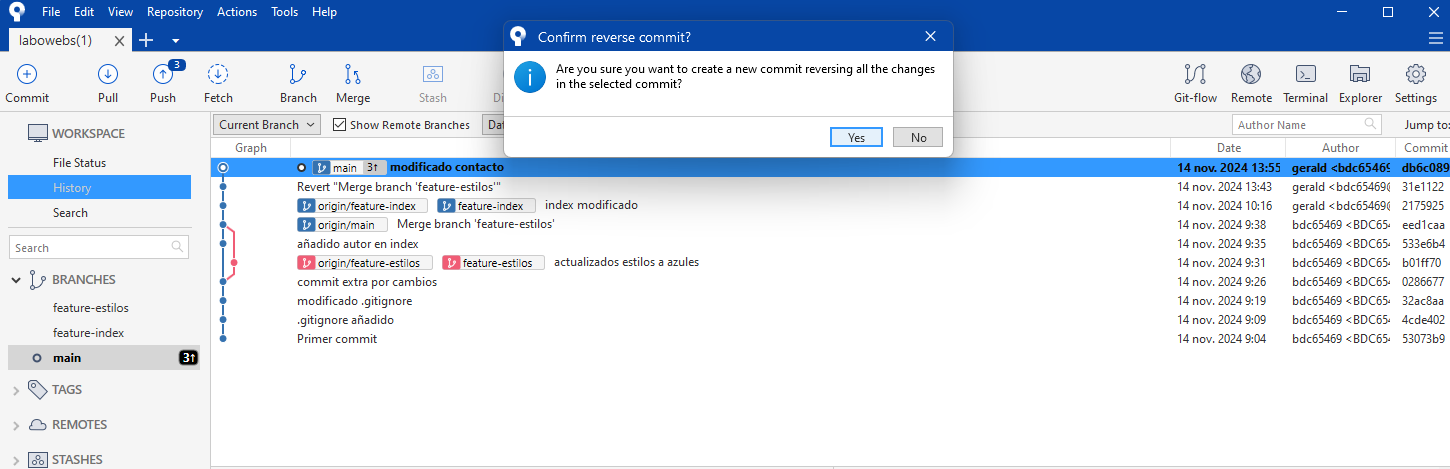 File Edit View Repository Actions Tools Help
labowebs(1)
Confirm reverse commit?
Are you sure you want to create a new commit reversing all the changes
in the selected commit?
Yes No
3
Commit Pull Push Fetch Branch Merge Stash
Git-flow Remote Terminal Explorer Settings
Current Branch Show Remote Branches Author Name Jump to:
WORKSPACE
File Status
History
Search
Search
BRANCHES
feature-estilos
feature-index
main 3↑
TAGS
REMOTES
STASHES
Graph Date Author Commit
main 3↑ modificado contacto 14 nov. 2024 13:55 gerald <bdc65469 db6c089
Revert "Merge branch 'feature-estilos'" 14 nov. 2024 13:43 gerald <bdc65469@ 31e1122
origin/feature-index feature-index index modificado 14 nov. 2024 10:16 gerald <bdc65469@ 2175925
origin/main Merge branch 'feature-estilos' 14 nov. 2024 9:38 bdc65469 <BDC654 eed1caa
añadido autor en index 14 nov. 2024 9:35 bdc65469 <BDC654 533e6b4
origin/feature-estilos feature-estilos actualizados estilos a azules 14 nov. 2024 9:31 bdc65469 <BDC654 b01ff70
commit extra por cambios 14 nov. 2024 9:26 bdc65469 <BDC654 0286677
modificado .gitignore 14 nov. 2024 9:19 bdc65469 <BDC654 32ac8aa
.gitignore añadido 14 nov. 2024 9:09 bdc65469 <BDC654 4cde402
Primer commit 14 nov. 2024 9:04 bdc65469 <BDC654 53073b9